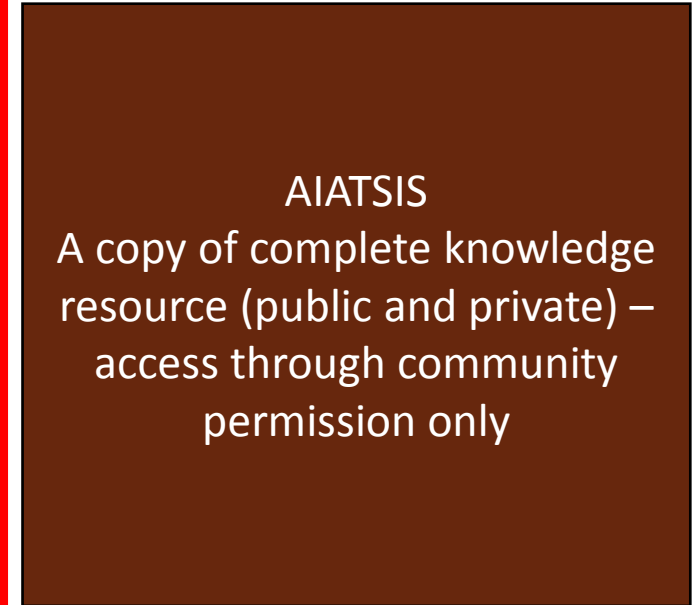 AIATSIS
A copy of complete knowledge
resource (public and private) –
access through community
permission only